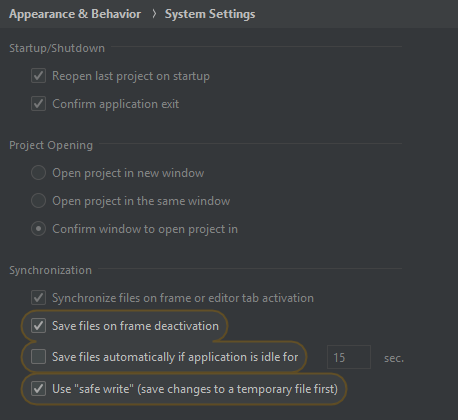 Appearance & Behavior › System Settings
Startup/Shutdown
Reopen last project on startup
Confirm application exit
Project Opening
Open project in new window
Open project in the same window
Confirm window to open project in
Synchronization
Synchronize files on frame or editor tab activation
Save files on frame deactivation
Save files automatically if application is idle for 15 sec.
Use "safe write" (save changes to a temporary file first)